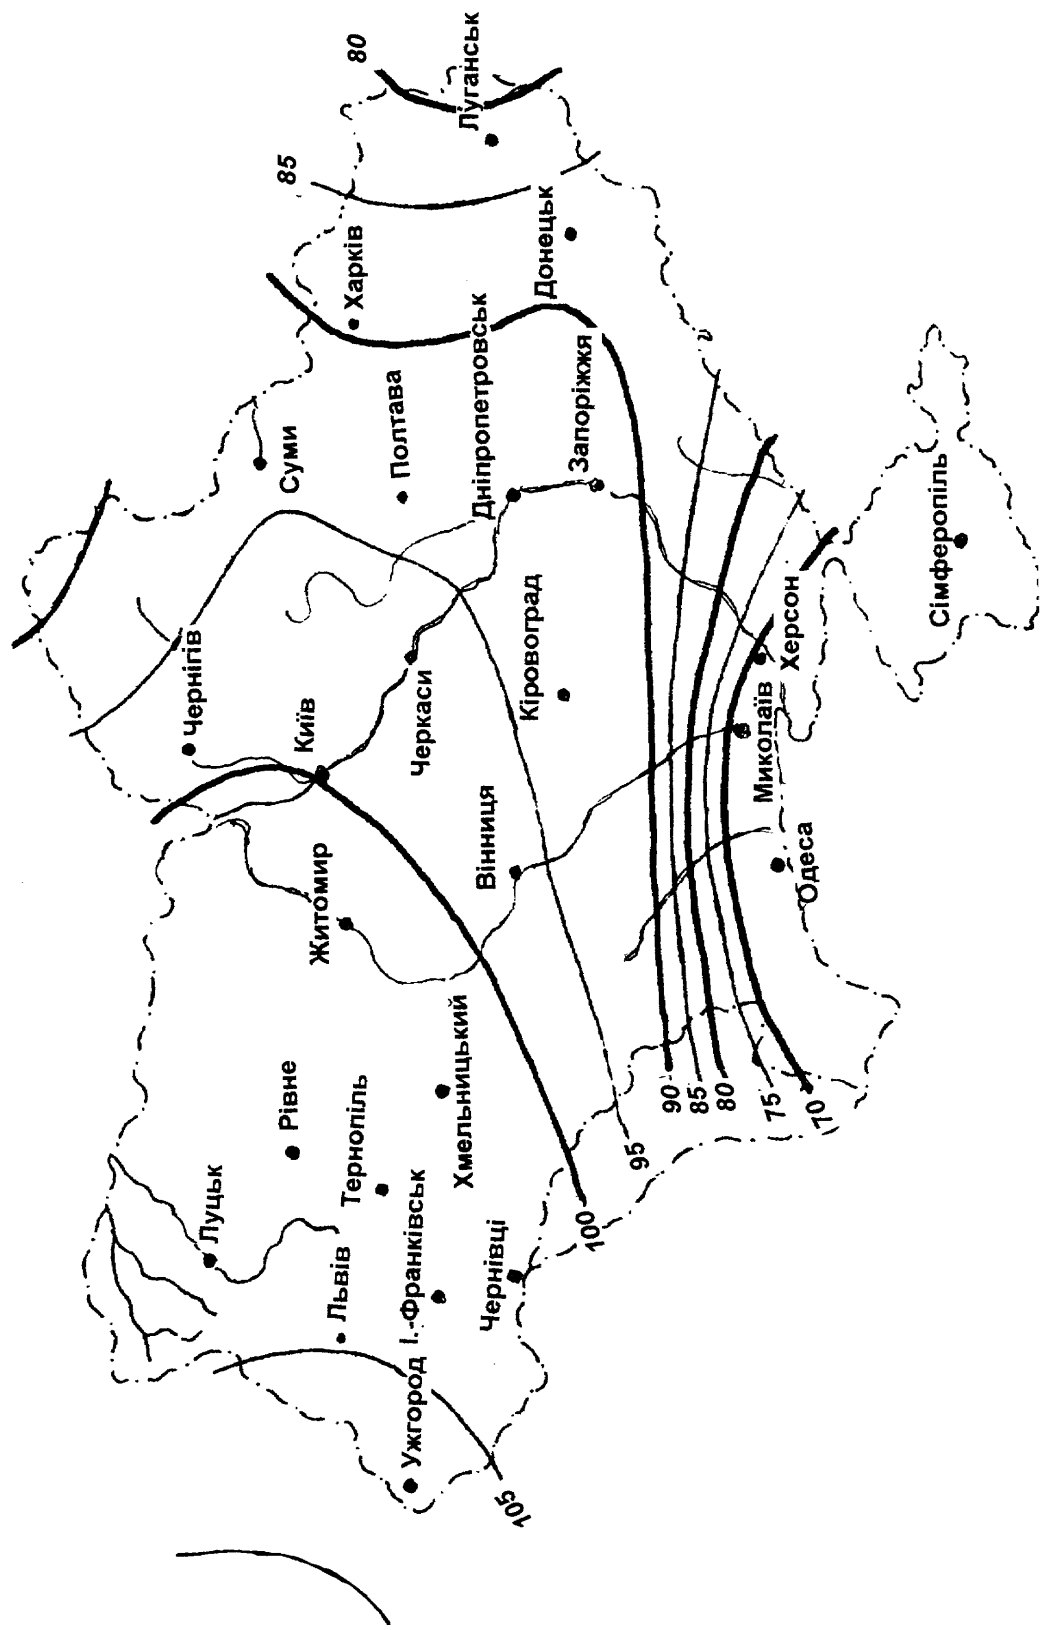 80
Луганськ
85
Харків
Донецьк
Суми
Полтава
Дніпропетровськ
Запоріжжя
Чернігів
Київ
Черкаси
Кіровоград
Херсон
Сімферополь
Миколаїв
Одеса
Вінниця
Житомир
Рівне
Хмельницький
Тернопіль
Луцьк
Львів
І.-Франківськ
Чернівці
Ужгород
105
100
95
90
85
80
75
70